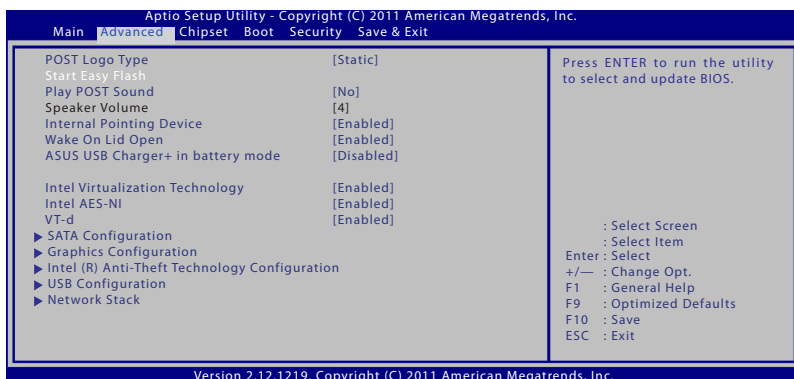 Aptio Setup Utility - Copyright (C) 2011 American Megatrends, Inc.
Main Advanced Chipset Boot Security Save & Exit
POST Logo Type [Static]
Start Easy Flash
Play POST Sound [No]
Speaker Volume [4]
Internal Pointing Device [Enabled]
Wake On Lid Open [Enabled]
ASUS USB Charger+ in battery mode [Disabled]
Intel Virtualization Technology [Enabled]
Intel AES-NI [Enabled]
VT-d [Enabled]
SATA Configuration
Graphics Configuration
Intel (R) Anti-Theft Technology Configuration
USB Configuration
Network Stack
Press ENTER to run the utility
to select and update BIOS.
: Select Screen
: Select Item
Enter : Select
+/— : Change Opt.
F1 : General Help
F9 : Optimized Defaults
F10 : Save
ESC : Exit
Version 2.12.1219. Copyright (C) 2011 American Megatrends, Inc.